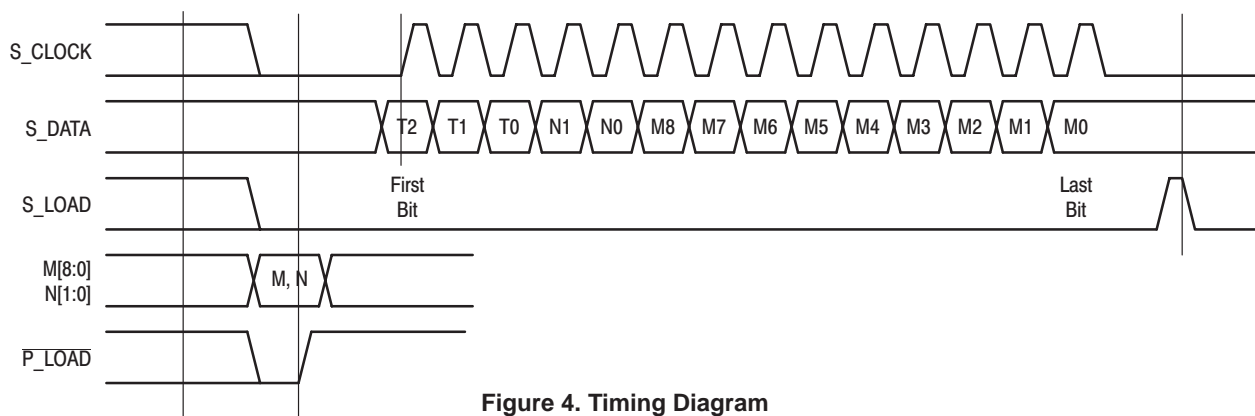 S_CLOCK
S_DATA
T2 T1 T0 N1 N0 M8 M7 M6 M5 M4 M3 M2 M1 M0
First
Bit
Last
Bit
S_LOAD
M[8:0]
N[1:0]
M, N
P_LOAD
Figure 4. Timing Diagram